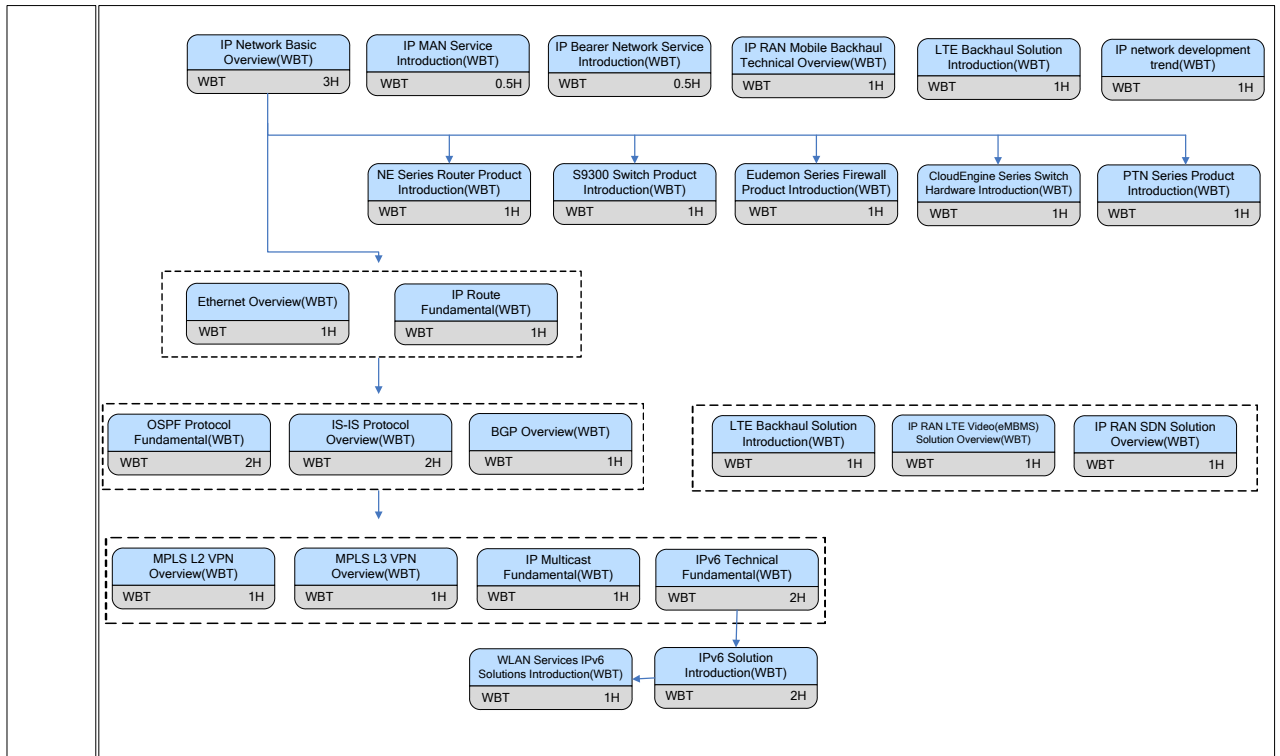 IP Network Basic
Overview(WBT)
WBT 3H
IP MAN Service
Introduction(WBT)
WBT 0.5H
IP Bearer Network Service
Introduction(WBT)
WBT 0.5H
IP RAN Mobile Backhaul
Technical Overview(WBT)
WBT 1H
LTE Backhaul Solution
Introduction(WBT)
WBT 1H
IP network development
trend(WBT)
WBT 1H
NE Series Router Product
Introduction(WBT)
WBT 1H
S9300 Switch Product
Introduction(WBT)
WBT 1H
Eudemon Series Firewall
Product Introduction(WBT)
WBT 1H
CloudEngine Series Switch
Hardware Introduction(WBT)
WBT 1H
PTN Series Product
Introduction(WBT)
WBT 1H
Ethernet Overview(WBT)
WBT 1H
IP Route
Fundamental(WBT)
WBT 1H
OSPF Protocol
Fundamental(WBT)
WBT 2H
IS-IS Protocol
Overview(WBT)
WBT 2H
BGP Overview(WBT)
WBT 1H
LTE Backhaul Solution
Introduction(WBT)
WBT 1H
IP RAN LTE Video(eMBMS)
Solution Overview(WBT)
WBT 1H
IP RAN SDN Solution
Overview(WBT)
WBT 1H
MPLS L2 VPN
Overview(WBT)
WBT 1H
MPLS L3 VPN
Overview(WBT)
WBT 1H
IP Multicast
Fundamental(WBT)
WBT 1H
IPv6 Technical
Fundamental(WBT)
WBT 2H
WLAN Services IPv6
Solutions Introduction(WBT)
WBT 1H
IPv6 Solution
Introduction(WBT)
WBT 2H